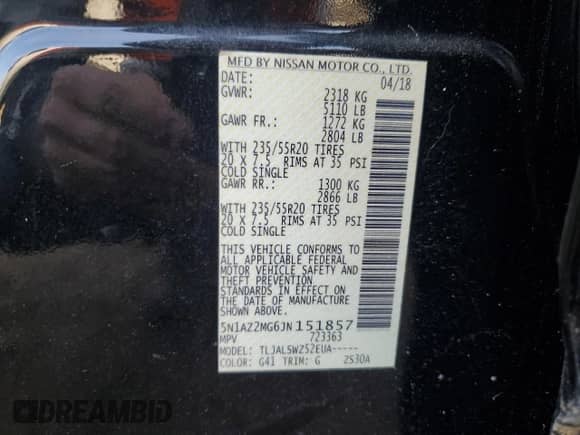 MFD BY NISSAN MOTOR CO., LTD.
DATE: 04/18
GVWR: 2318 KG
5110 LB
GAWR FR.: 1272 KG
2804 LB
WITH 235/55R20 TIRES
20 X 7.5 RIMS AT 35 PSI
COLD SINGLE
GAWR RR.: 1300 KG
2866 LB
WITH 235/55R20 TIRES
20 X 7.5 RIMS AT 35 PSI
COLD SINGLE
THIS VEHICLE CONFORMS TO
ALL APPLICABLE FEDERAL
MOTOR VEHICLE SAFETY AND
THEFT PREVENTION
STANDARDS IN EFFECT ON
THE DATE OF MANUFACTURE
SHOWN ABOVE.
5N1AZ2MG6JN151857
MPV 723363
MODEL: TLJALSWZ52EUA-----
COLOR: G41 TRIM: G 2530A
DREAMBID